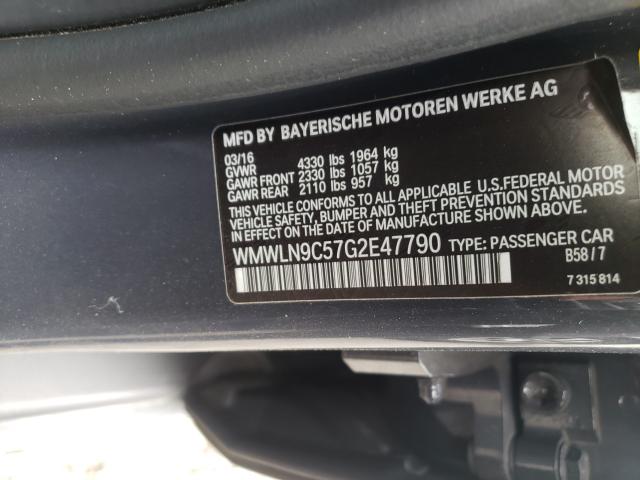 MFD BY BAYERISCHE MOTOREN WERKE AG
03/16
GVWR 4330 lbs 1964 kg
GAWR FRONT 2330 lbs 1057 kg
GAWR REAR 2110 lbs 957 kg
THIS VEHICLE CONFORMS TO ALL APPLICABLE U.S.FEDERAL MOTOR
VEHICLE SAFETY, BUMPER AND THEFT PREVENTION STANDARDS
IN EFFECT ON THE DATE OF MANUFACTURE SHOWN ABOVE.
WMWLN9C57G2E47790 TYPE: PASSENGER CAR
B58/7
7 315 814